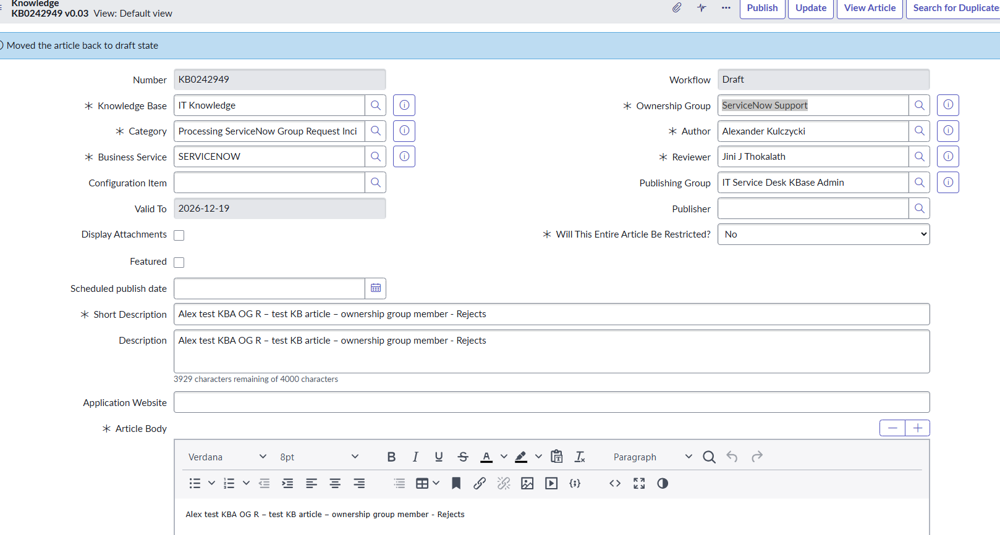 Knowledge
KB0242949 v0.03 View: Default view
Publish
Update
View Article
Search for Duplicate
Moved the article back to draft state
Number KB0242949
Workflow Draft
Knowledge Base IT Knowledge
Ownership Group ServiceNow Support
Category Processing ServiceNow Group Request Inci
Author Alexander Kulczycki
Business Service SERVICENOW
Reviewer Jini J Thokalath
Configuration Item
Publishing Group IT Service Desk KBase Admin
Valid To 2026-12-19
Publisher
Display Attachments
Will This Entire Article Be Restricted? No
Featured
Scheduled publish date
Short Description Alex test KBA OG R – test KB article – ownership group member - Rejects
Description Alex test KBA OG R – test KB article – ownership group member - Rejects
3929 characters remaining of 4000 characters
Application Website
Article Body
Verdana 8pt Paragraph
Alex test KBA OG R – test KB article – ownership group member - Rejects